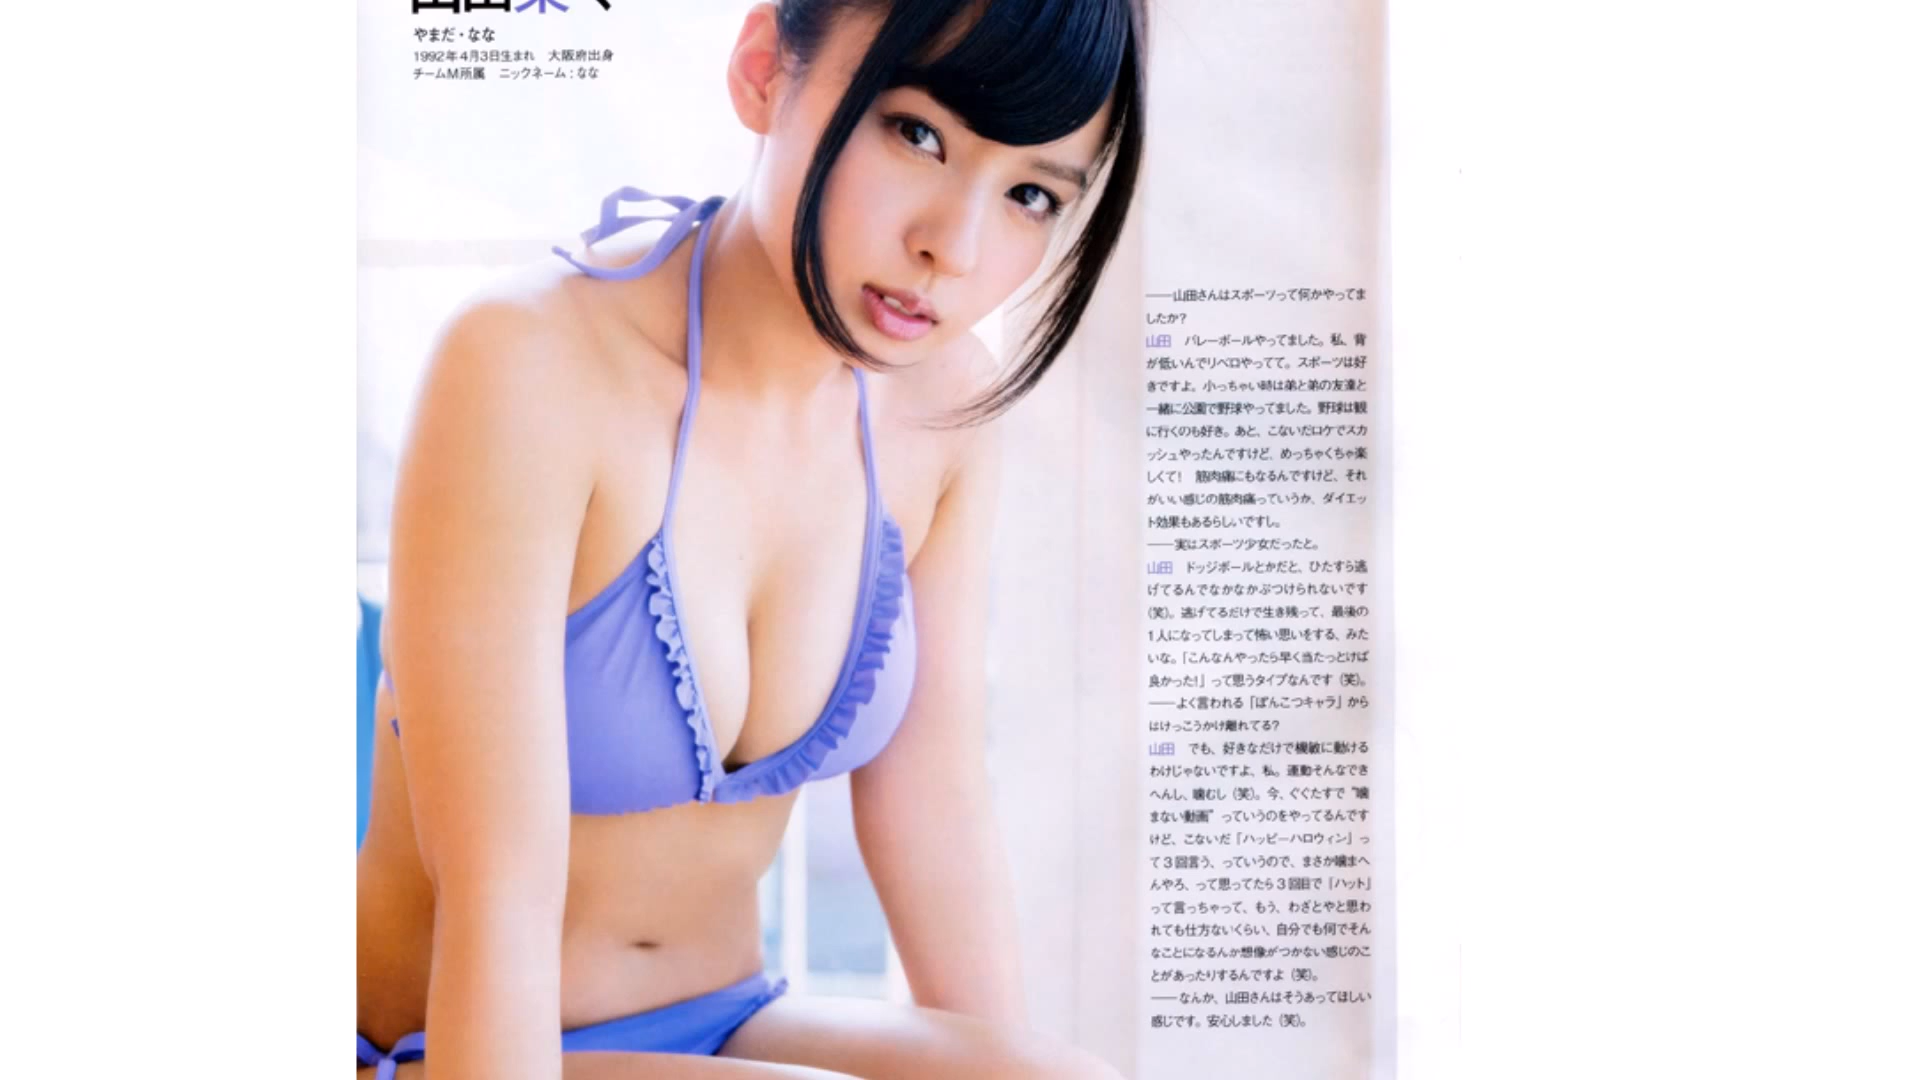 山田菜々
やまだ・なな
1992年4月3日生まれ　大阪府出身
チームM所属　ニックネーム：なな
──山田さんはスポーツって何かやってま
したか?
山田　バレーボールやってました。私、背
が低いんでリベロやってて。スポーツは好
きですよ。小っちゃい時は弟と弟の友達と
一緒に公園で野球やってました。野球は観
に行くのも好き。あと、こないだロケでスカ
ッシュやったんですけど、めっちゃくちゃ楽
しくて!　筋肉痛にもなるんですけど、それ
がいい感じの筋肉痛っていうか、ダイエッ
ト効果もあるらしいですし。
──実はスポーツ少女だったと。
山田　ドッジボールとかだと、ひたすら逃
げてるんでなかなかぶつけられないです
(笑)。逃げてるだけで生き残って、最後の
1人になってしまって怖い思いをする、みた
いな。「こんなんやったら早く当たっとけば
良かった!」って思うタイプなんです（笑）。
──よく言われる「ぽんこつキャラ」から
はけっこうかけ離れてる?
山田　でも、好きなだけで機敏に動ける
わけじゃないですよ、私。運動そんなでき
へんし、噛むし（笑）。今、ぐぐたすで“噛
まない動画”っていうのをやってるんです
けど、こないだ「ハッピーハロウィン」っ
て3回言う、っていうので、まさか噛まへ
んやろ、って思ってたら3回目で「ハット」
って言っちゃって、もう、わざとやと思わ
れても仕方ないくらい、自分でも何でそん
なことになるんか想像がつかない感じのこ
とがあったりするんですよ（笑）。
──なんか、山田さんはそうあってほしい
感じです。安心しました（笑）。